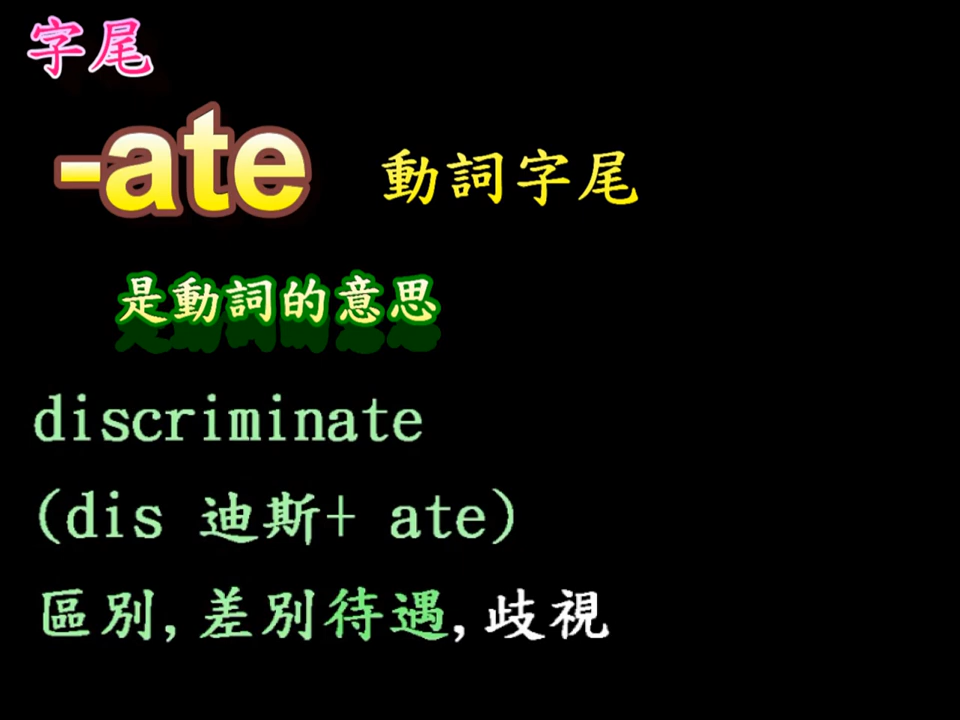 字尾
-ate 動詞字尾
是動詞的意思
discriminate
(dis 迪斯+ ate)
區別,差別待遇,歧視